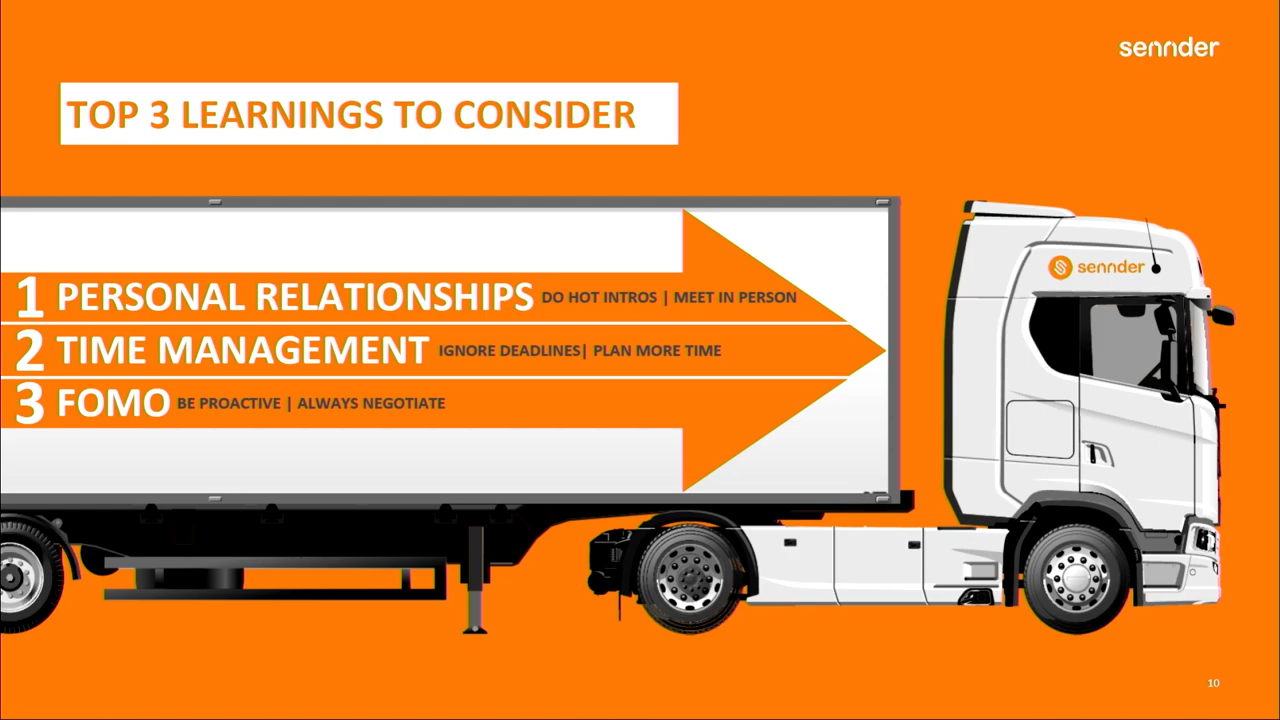 sennder
TOP 3 LEARNINGS TO CONSIDER
sennder
1 PERSONAL RELATIONSHIPS DO HOT INTROS | MEET IN PERSON
2 TIME MANAGEMENT IGNORE DEADLINES| PLAN MORE TIME
3 FOMO BE PROACTIVE | ALWAYS NEGOTIATE
10